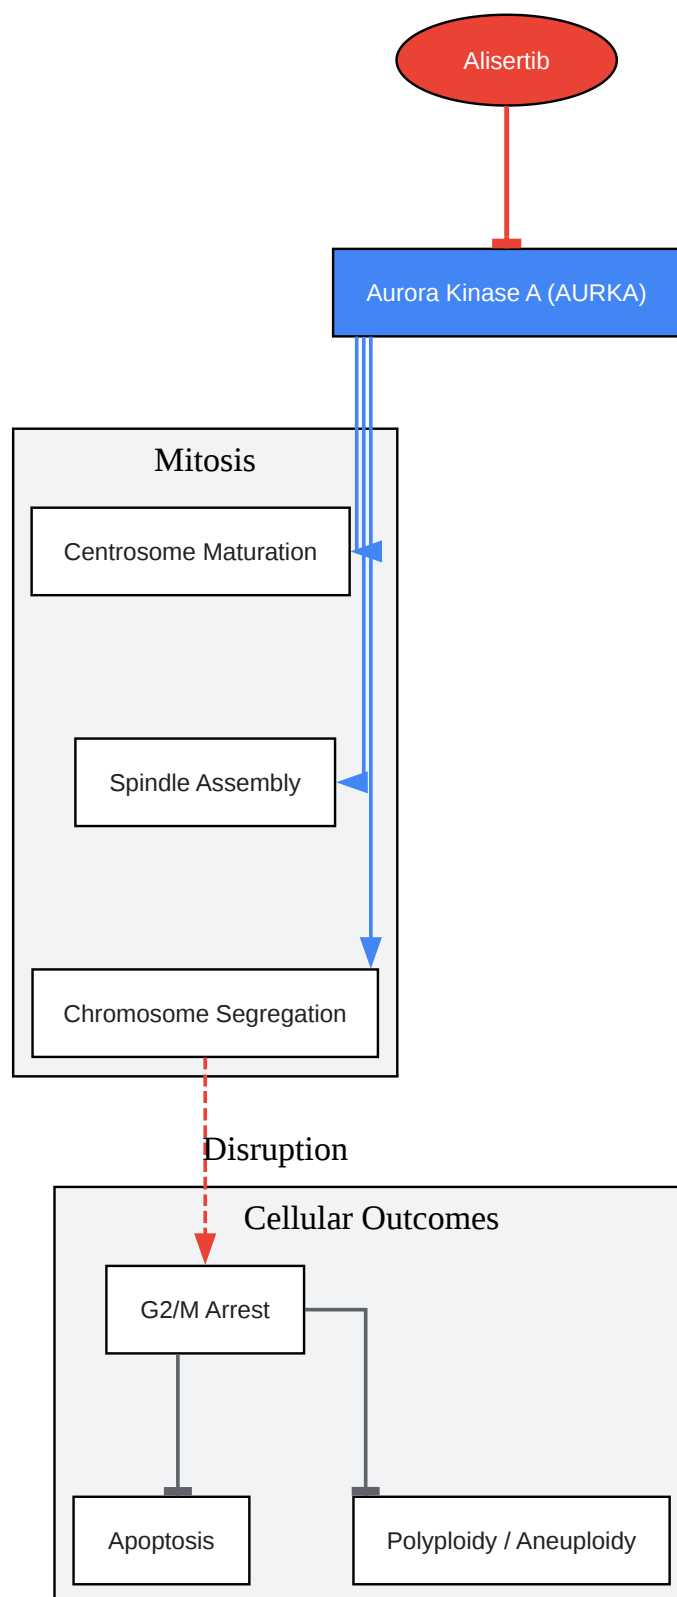 Alisertib
Aurora Kinase A (AURKA)
Mitosis
Centrosome Maturation
Spindle Assembly
Chromosome Segregation
Disruption
Cellular Outcomes
G2/M Arrest
Apoptosis
Polyploidy / Aneuploidy